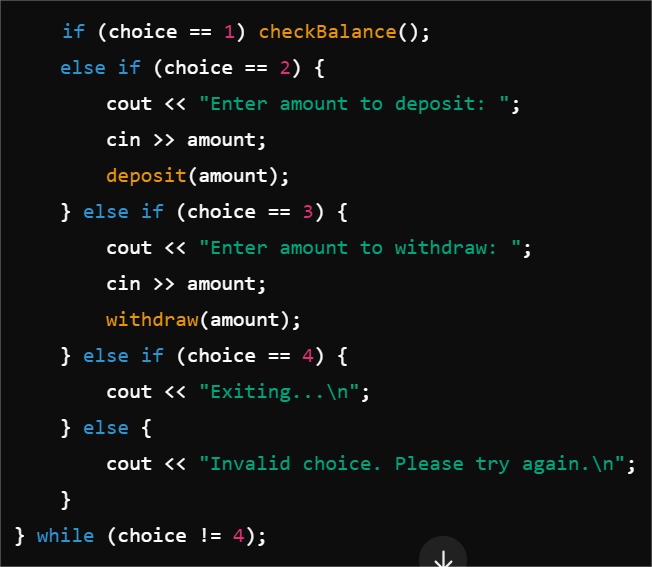 if (choice == 1) checkBalance();
else if (choice == 2) {
cout << "Enter amount to deposit: ";
cin >> amount;
deposit(amount);
} else if (choice == 3) {
cout << "Enter amount to withdraw: ";
cin >> amount;
withdraw(amount);
} else if (choice == 4) {
cout << "Exiting...\n";
} else {
cout << "Invalid choice. Please try again.\n";
}
} while (choice != 4);